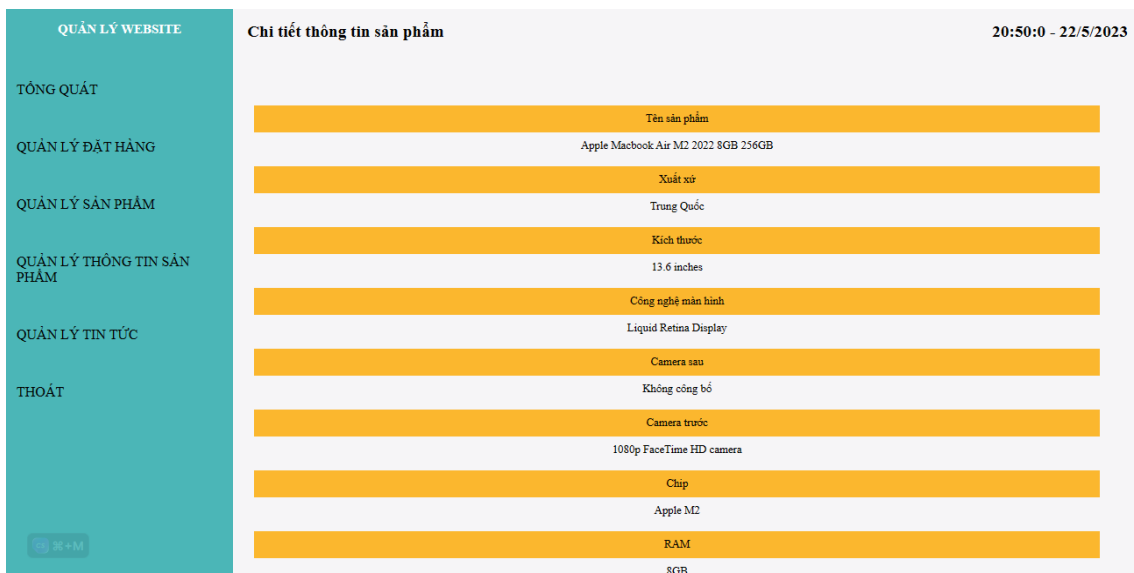 QUẢN LÝ WEBSITE
TỔNG QUÁT
QUẢN LÝ ĐẶT HÀNG
QUẢN LÝ SẢN PHẨM
QUẢN LÝ THÔNG TIN SẢN
PHẨM
QUẢN LÝ TIN TỨC
THOÁT
⌘+M
Chi tiết thông tin sản phẩm
20:50:0 - 22/5/2023
Tên sản phẩm
Apple Macbook Air M2 2022 8GB 256GB
Xuất xứ
Trung Quốc
Kích thước
13.6 inches
Công nghệ màn hình
Liquid Retina Display
Camera sau
Không công bố
Camera trước
1080p FaceTime HD camera
Chip
Apple M2
RAM
8GB